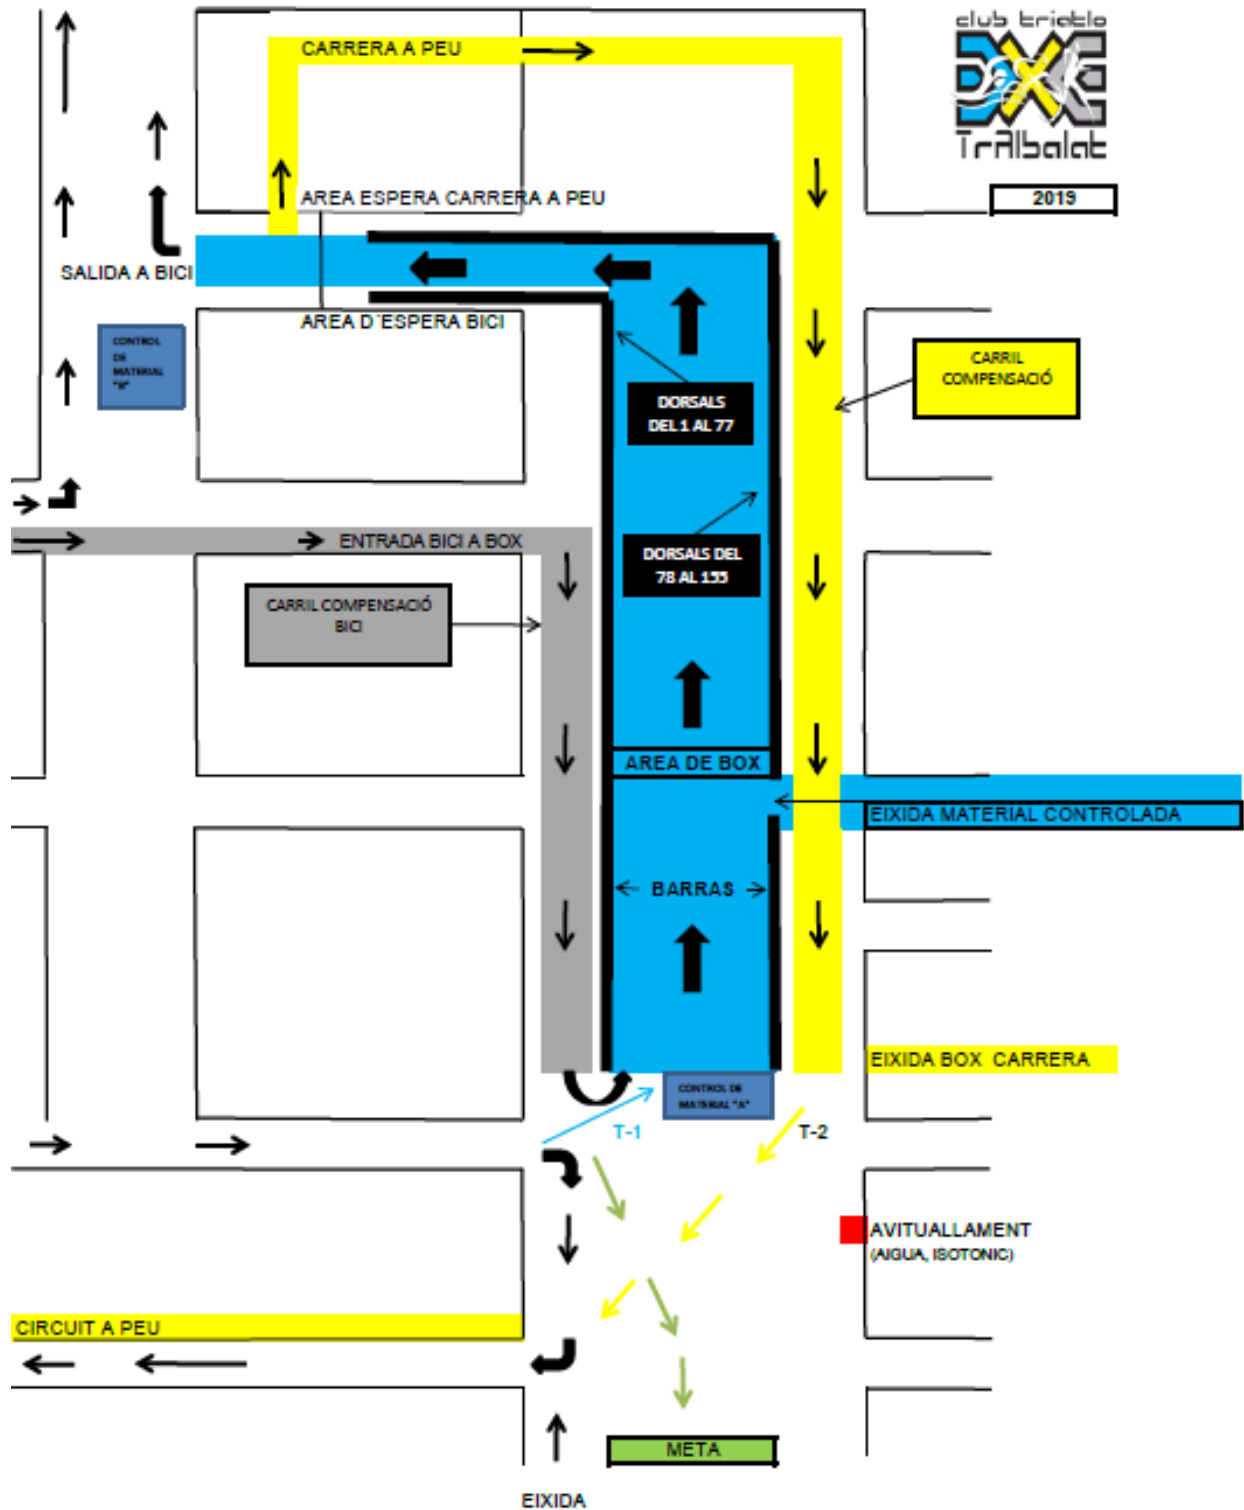 club triatlo
TrAlbalat
2019
CARRERA A PEU
AREA ESPERA CARRERA A PEU
SALIDA A BICI
AREA D´ESPERA BICI
CONTROL
DE
MATERIAL
"B"
CARRIL
COMPENSACIÓ
DORSALS
DEL 1 AL 77
ENTRADA BICI A BOX
DORSALS DEL
78 AL 155
CARRIL COMPENSACIÓ
BICI
AREA DE BOX
EIXIDA MATERIAL CONTROLADA
BARRAS
EIXIDA BOX CARRERA
CONTROL DE
MATERIAL "A"
T-1
T-2
AVITUALLAMENT
(AIGUA, ISOTONIC)
CIRCUIT A PEU
META
EIXIDA